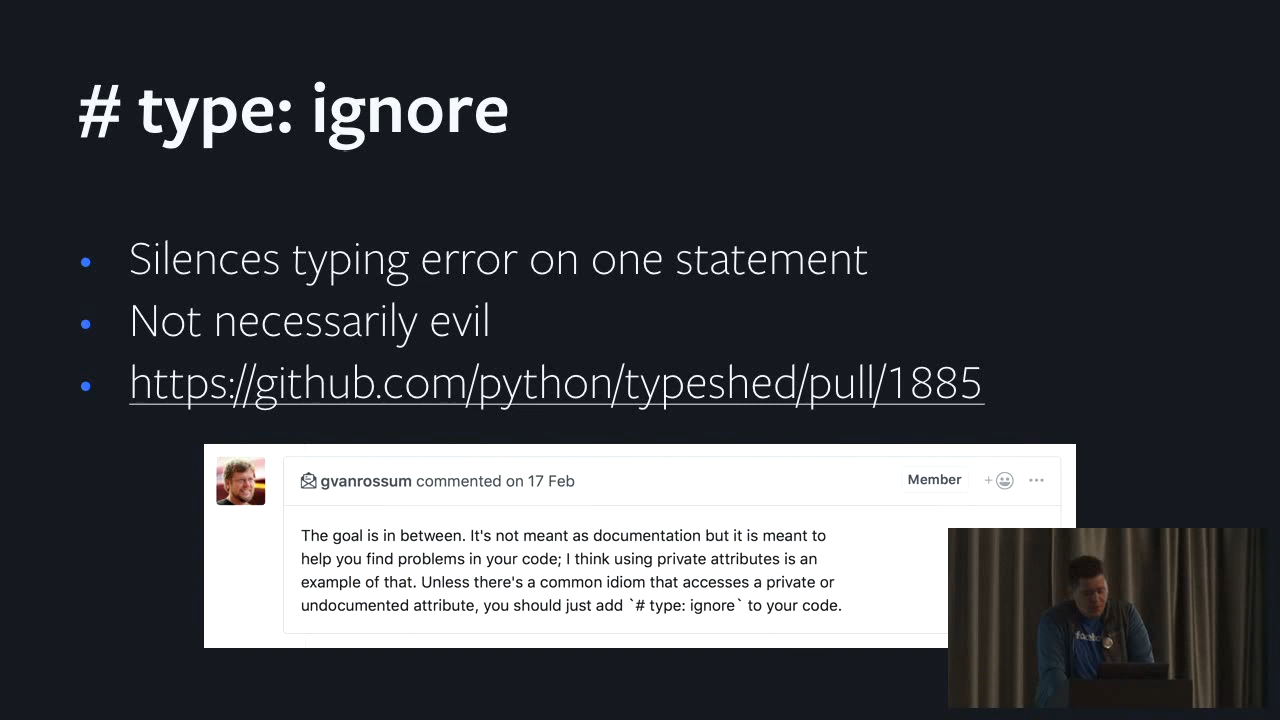 # type: ignore
• Silences typing error on one statement
• Not necessarily evil
• https://github.com/python/typeshed/pull/1885
gvanrossum commented on 17 Feb Member
The goal is in between. It's not meant as documentation but it is meant to
help you find problems in your code; I think using private attributes is an
example of that. Unless there's a common idiom that accesses a private or
undocumented attribute, you should just add `# type: ignore` to your code.